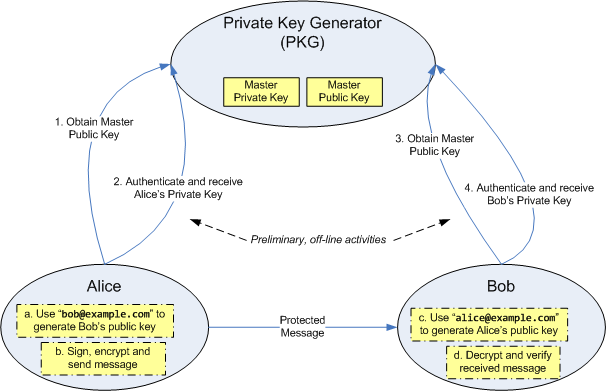 Private Key Generator
(PKG)
Master
Private Key
Master
Public Key
1. Obtain Master
Public Key
2. Authenticate and receive
Alice's Private Key
3. Obtain Master
Public Key
4. Authenticate and receive
Bob's Private Key
Preliminary, off-line activities
Alice
a. Use "bob@example.com" to
generate Bob's public key
b. Sign, encrypt and
send message
Protected
Message
Bob
c. Use "alice@example.com"
to generate Alice's public key
d. Decrypt and verify
received message